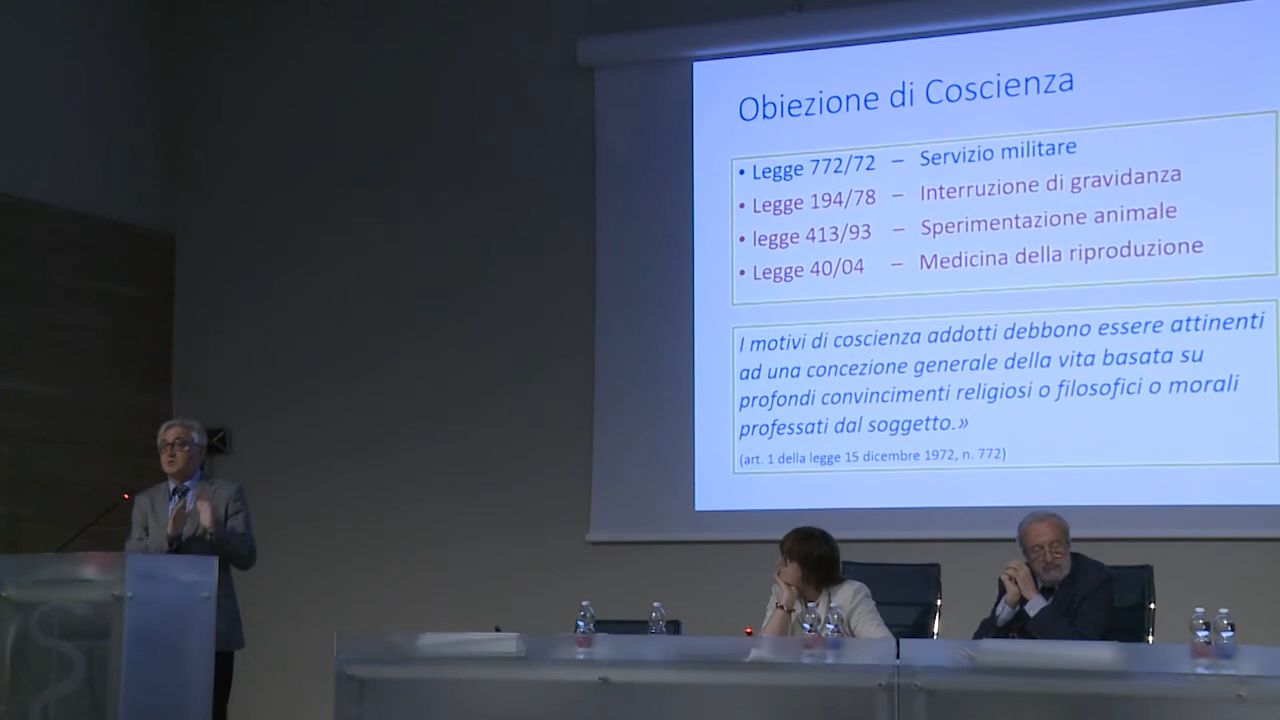 Obiezione di Coscienza
• Legge 772/72 – Servizio militare
• Legge 194/78 – Interruzione di gravidanza
• legge 413/93 – Sperimentazione animale
• Legge 40/04 – Medicina della riproduzione
I motivi di coscienza addotti debbono essere attinenti
ad una concezione generale della vita basata su
profondi convincimenti religiosi o filosofici o morali
professati dal soggetto.»
(art. 1 della legge 15 dicembre 1972, n. 772)